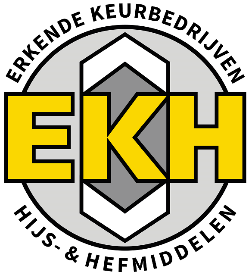 ERKENDE KEURBEDRIJVEN
EKH
HIJS- & HEFMIDDELEN